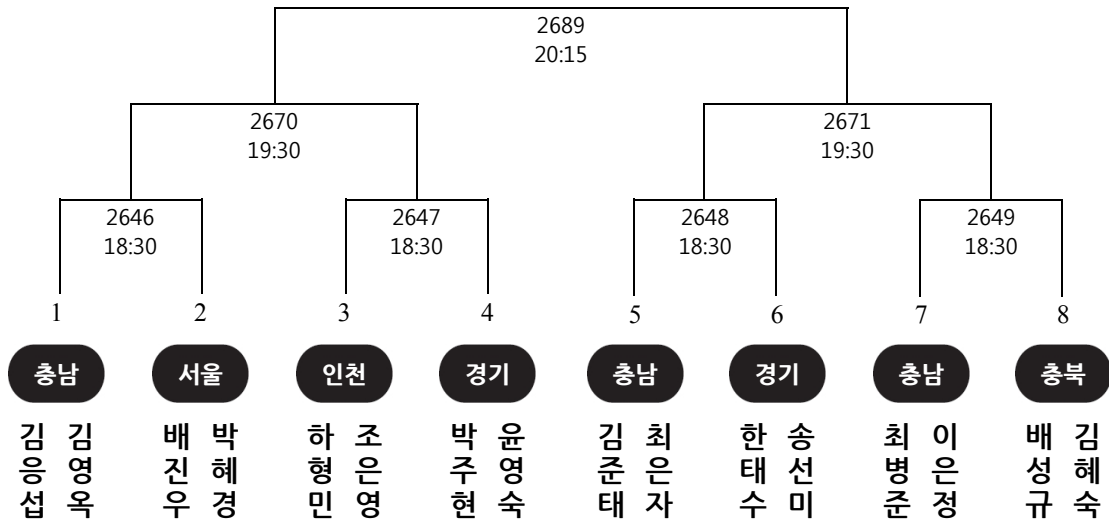 2689
20:15
2670
19:30
2671
19:30
2646
18:30
2647
18:30
2648
18:30
2649
18:30
1 2 3 4 5 6 7 8
충남 서울 인천 경기 충남 경기 충남 충북
김응섭 김영옥
배진우 박혜경
하형민 조은영
박주현 윤영숙
김준태 최은자
한태수 송선미
최병준 이은정
배성규 김혜숙